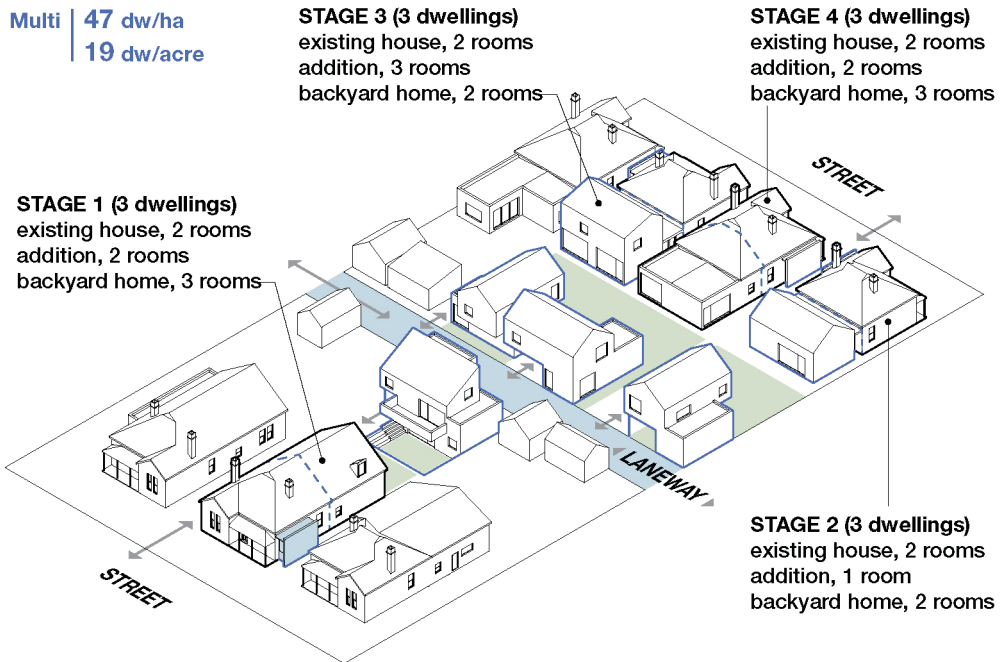 Multi 47 dw/ha
19 dw/acre
STAGE 3 (3 dwellings)
existing house, 2 rooms
addition, 3 rooms
backyard home, 2 rooms
STAGE 4 (3 dwellings)
existing house, 2 rooms
addition, 2 rooms
backyard home, 3 rooms
STREET
STAGE 1 (3 dwellings)
existing house, 2 rooms
addition, 2 rooms
backyard home, 3 rooms
LANEWAY
STREET
STAGE 2 (3 dwellings)
existing house, 2 rooms
addition, 1 room
backyard home, 2 rooms